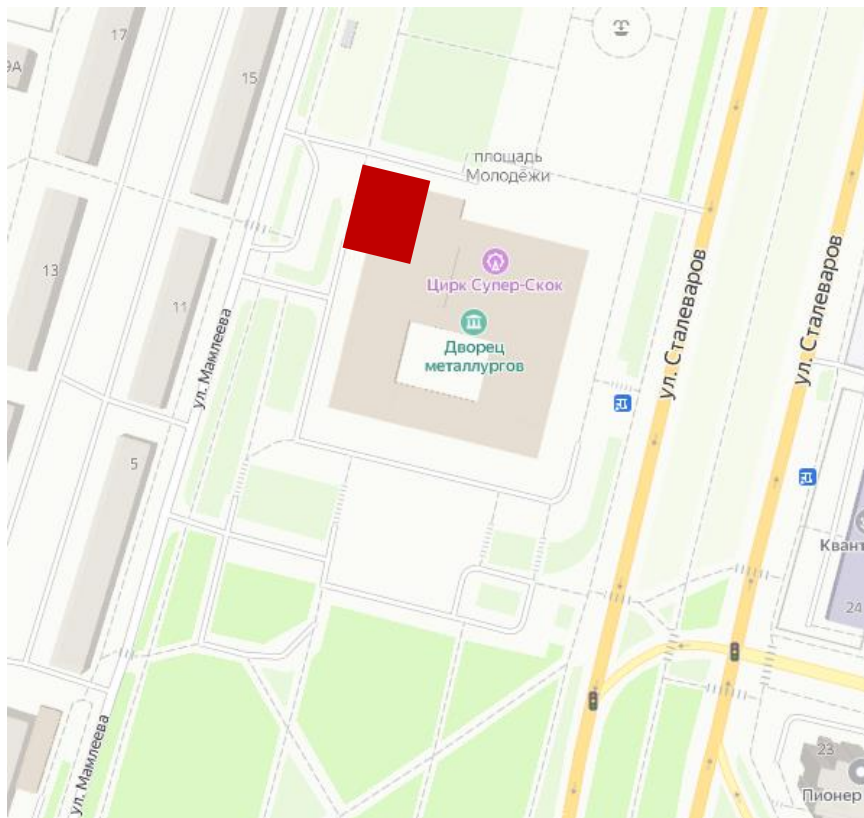 17
9А
15
площадь
Молодёжи
13
11
Цирк Супер-Скок
Дворец
металлургов
ул. Сталеваров
ул. Сталеваров
ул. Мамлеева
5
Квант
24
ул. Мамлеева
23
Пионер